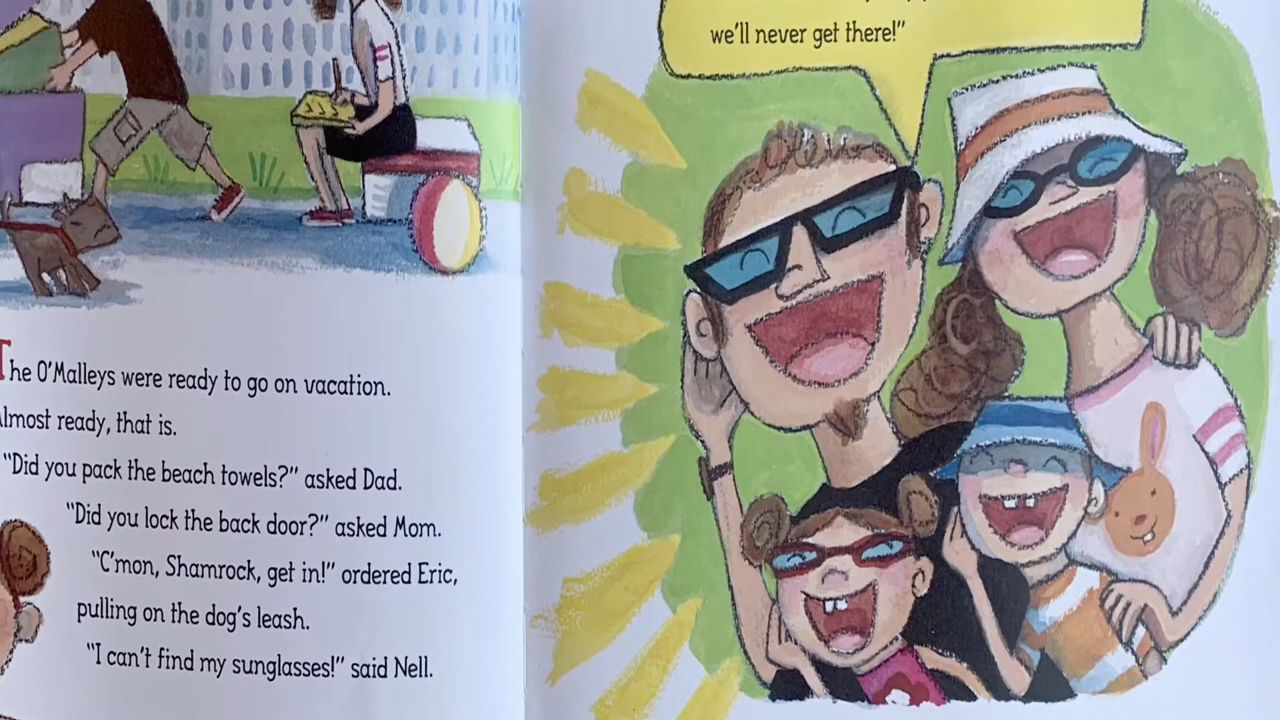 The O'Malleys were ready to go on vacation.
Almost ready, that is.
"Did you pack the beach towels?" asked Dad.
"Did you lock the back door?" asked Mom.
"C'mon, Shamrock, get in!" ordered Eric,
pulling on the dog's leash.
"I can't find my sunglasses!" said Nell.
we'll never get there!"